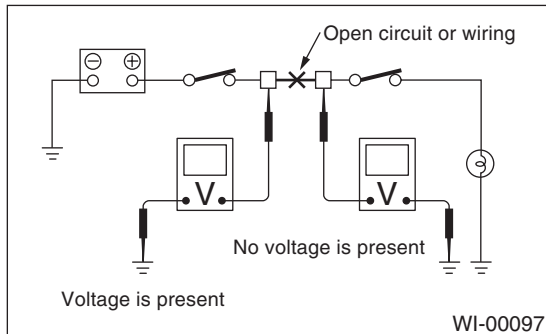 Open circuit or wiring
⊖ ⊕
V
V
No voltage is present
Voltage is present
WI-00097